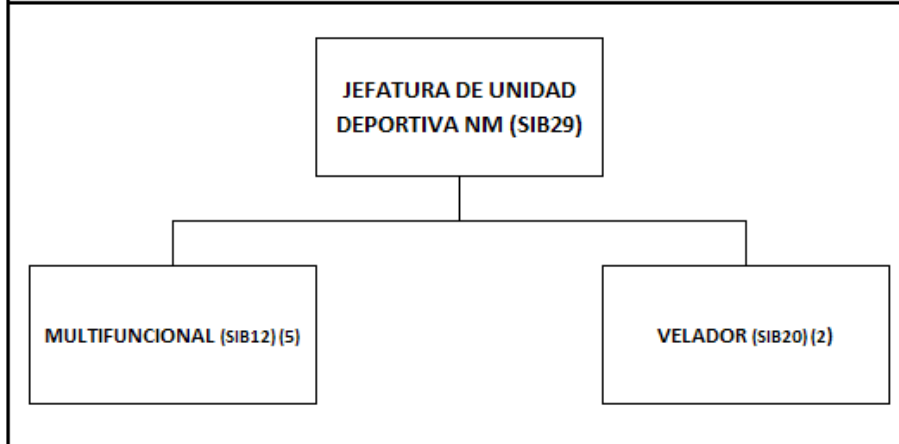 JEFATURA DE UNIDAD
DEPORTIVA NM (SIB29)
MULTIFUNCIONAL (SIB12) (5)
VELADOR (SIB20) (2)